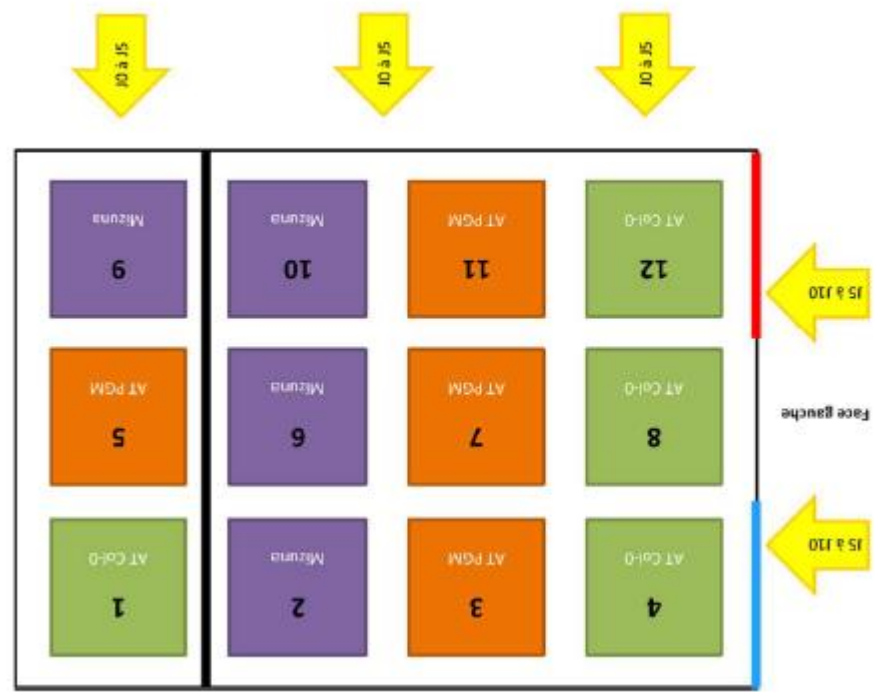 4
AT Col-0
3
AT PGM
2
Mizuna
1
AT Col-0
J5 à J10
8
AT Col-0
7
AT PGM
6
Mizuna
5
AT PGM
Face gauche
J5 à J10
12
AT Col-0
11
AT PGM
10
Mizuna
9
Mizuna
J0 à J5
J0 à J5
J0 à J5